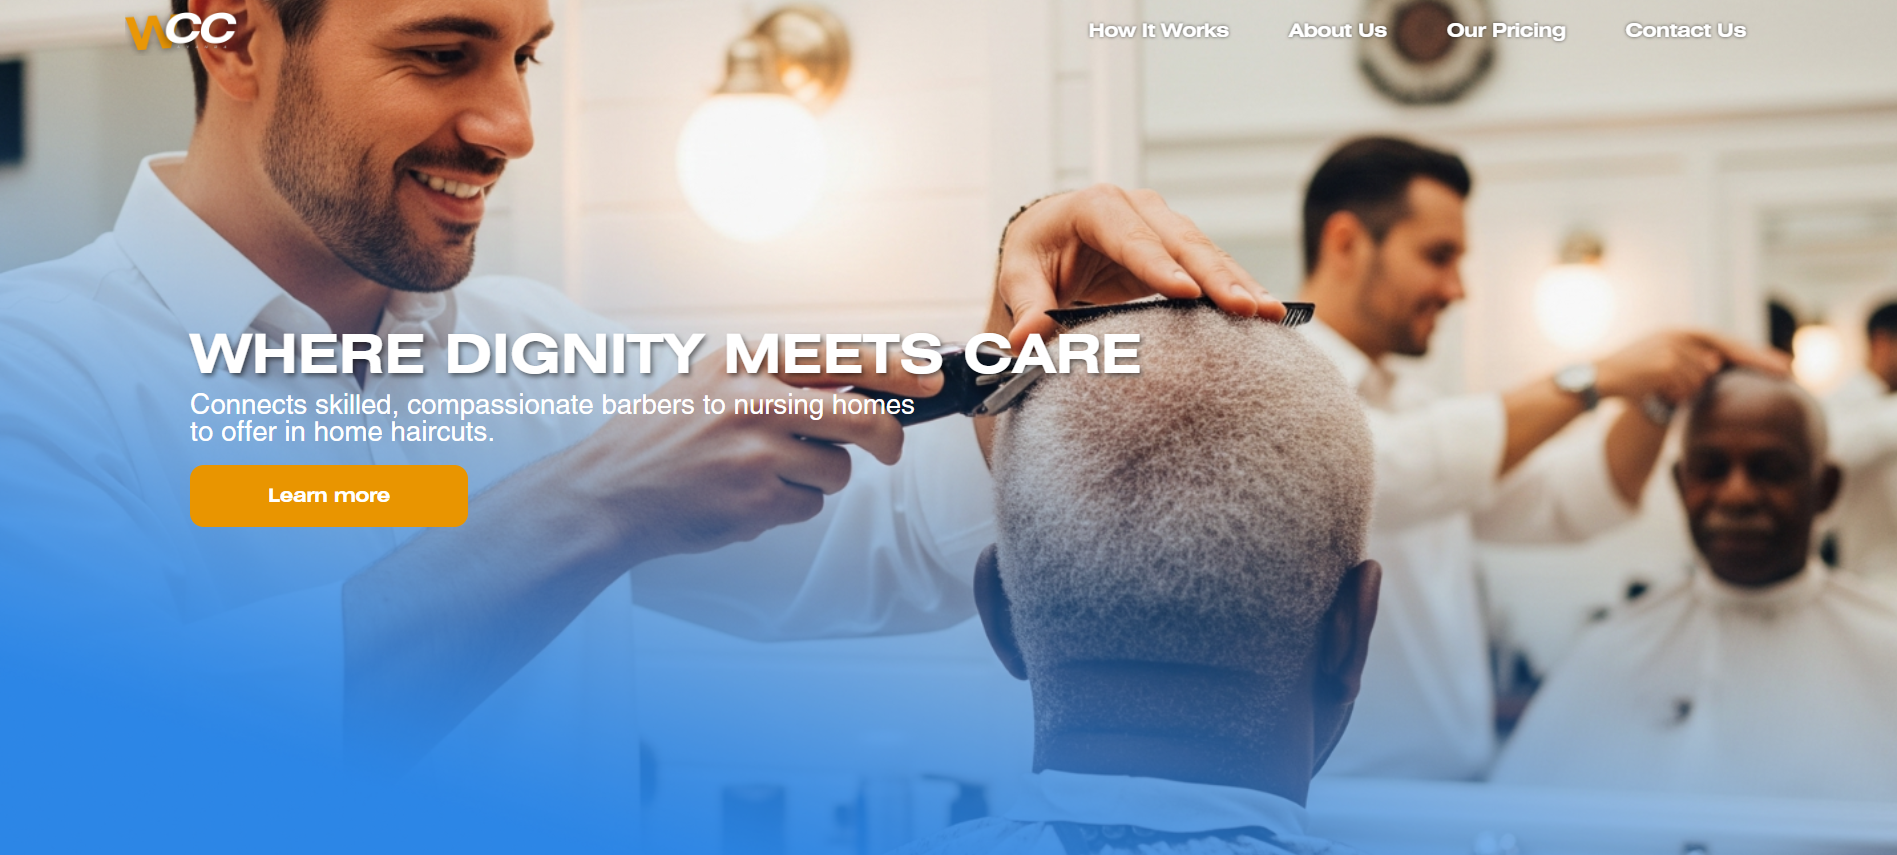 WCC
How It Works
About Us
Our Pricing
Contact Us
WHERE DIGNITY MEETS CARE
Connects skilled, compassionate barbers to nursing homes
to offer in home haircuts.
Learn more